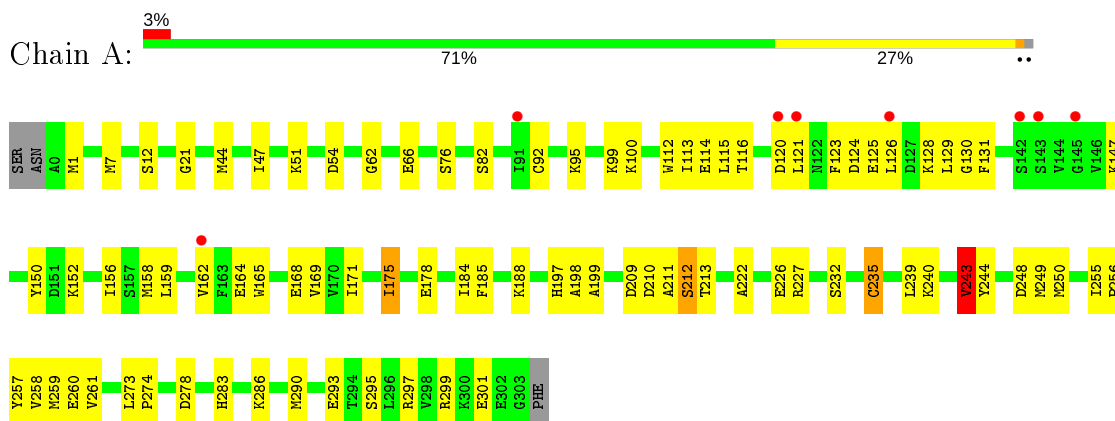 3%
Chain A:
71% 27% ••
SER ASN A0 M1 M7 S12 G21 M44 I47 K51 D54 G62 E66 S76 S82 I91 C92 K95 K99 K100 W112 I113 E114 L115 T116 D120 L121 N122 F123 D124 E125 L126 D127 K128 L129 G130 F131 S142 S143 V144 G145 V146 K147
Y150 D151 K152 I156 S157 M158 L159 V162 F163 E164 W165 E168 V169 V170 I171 I175 E178 I184 F185 K188 H197 A198 A199 D209 D210 A211 S212 T213 A222 E226 R227 S232 C235 L239 K240 V243 Y244 D248 M249 M250 I255 P256
Y257 V258 M259 E260 V261 L273 P274 D278 H283 K286 M290 E293 T294 S295 L296 R297 V298 R299 K300 E301 E302 G303 PHE